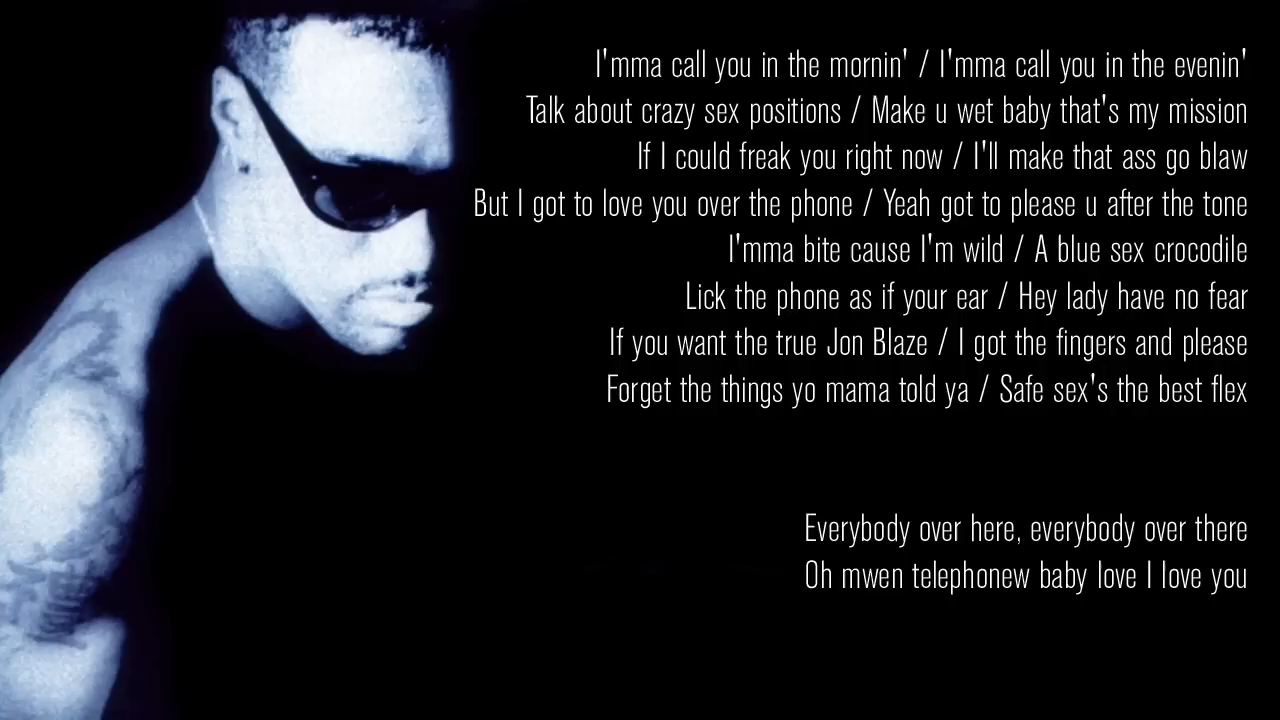 I'mma call you in the mornin' / I'mma call you in the evenin'
Talk about crazy sex positions / Make u wet baby that's my mission
If I could freak you right now / I'll make that ass go blaw
But I got to love you over the phone / Yeah got to please u after the tone
I'mma bite cause I'm wild / A blue sex crocodile
Lick the phone as if your ear / Hey lady have no fear
If you want the true Jon Blaze / I got the fingers and please
Forget the things yo mama told ya / Safe sex's the best flex
Everybody over here, everybody over there
Oh mwen telephonew baby love I love you